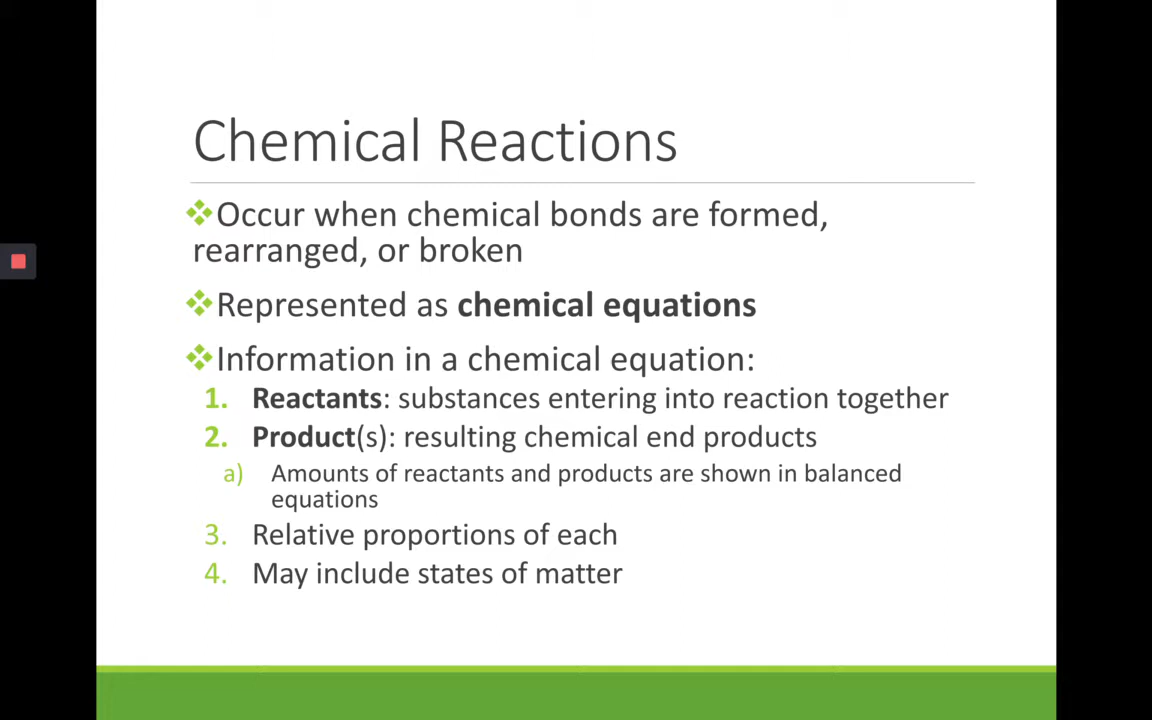 Chemical Reactions
❖Occur when chemical bonds are formed,
rearranged, or broken
❖Represented as chemical equations
❖Information in a chemical equation:
1. Reactants: substances entering into reaction together
2. Product(s): resulting chemical end products
a) Amounts of reactants and products are shown in balanced
equations
3. Relative proportions of each
4. May include states of matter